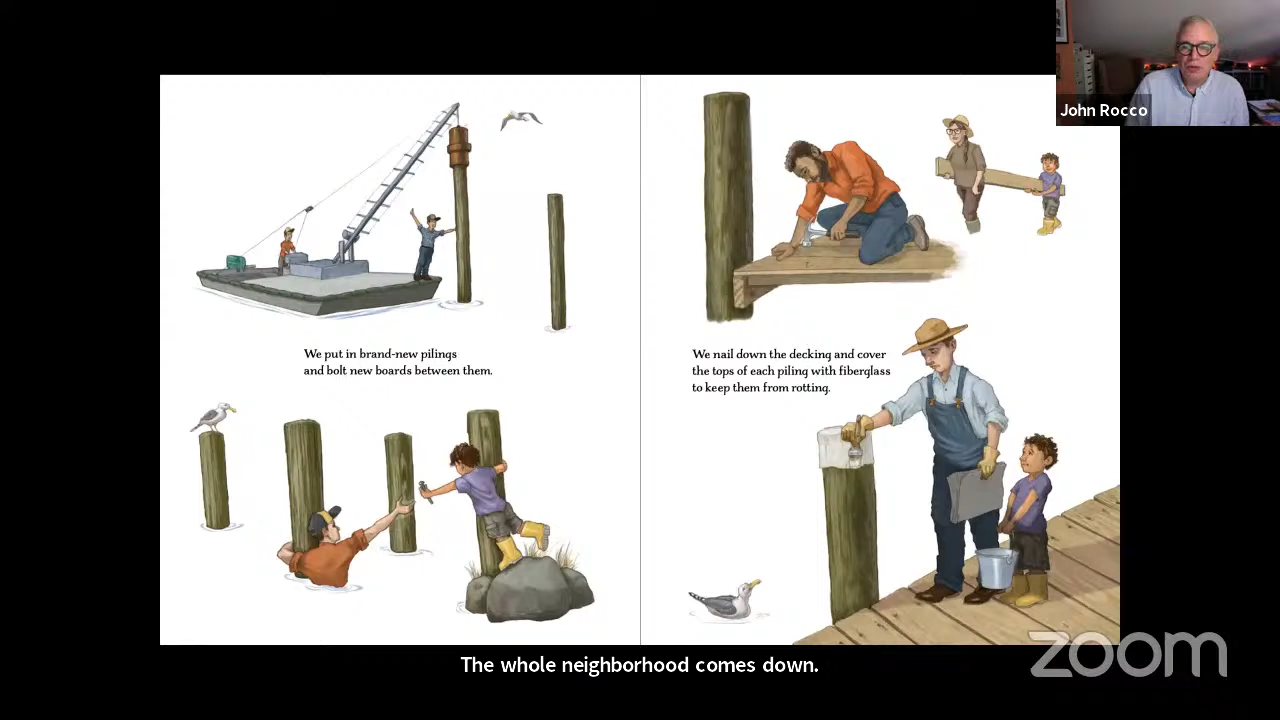 John Rocco
We put in brand-new pilings
and bolt new boards between them.
We nail down the decking and cover
the tops of each piling with fiberglass
to keep them from rotting.
The whole neighborhood comes down.
zoom